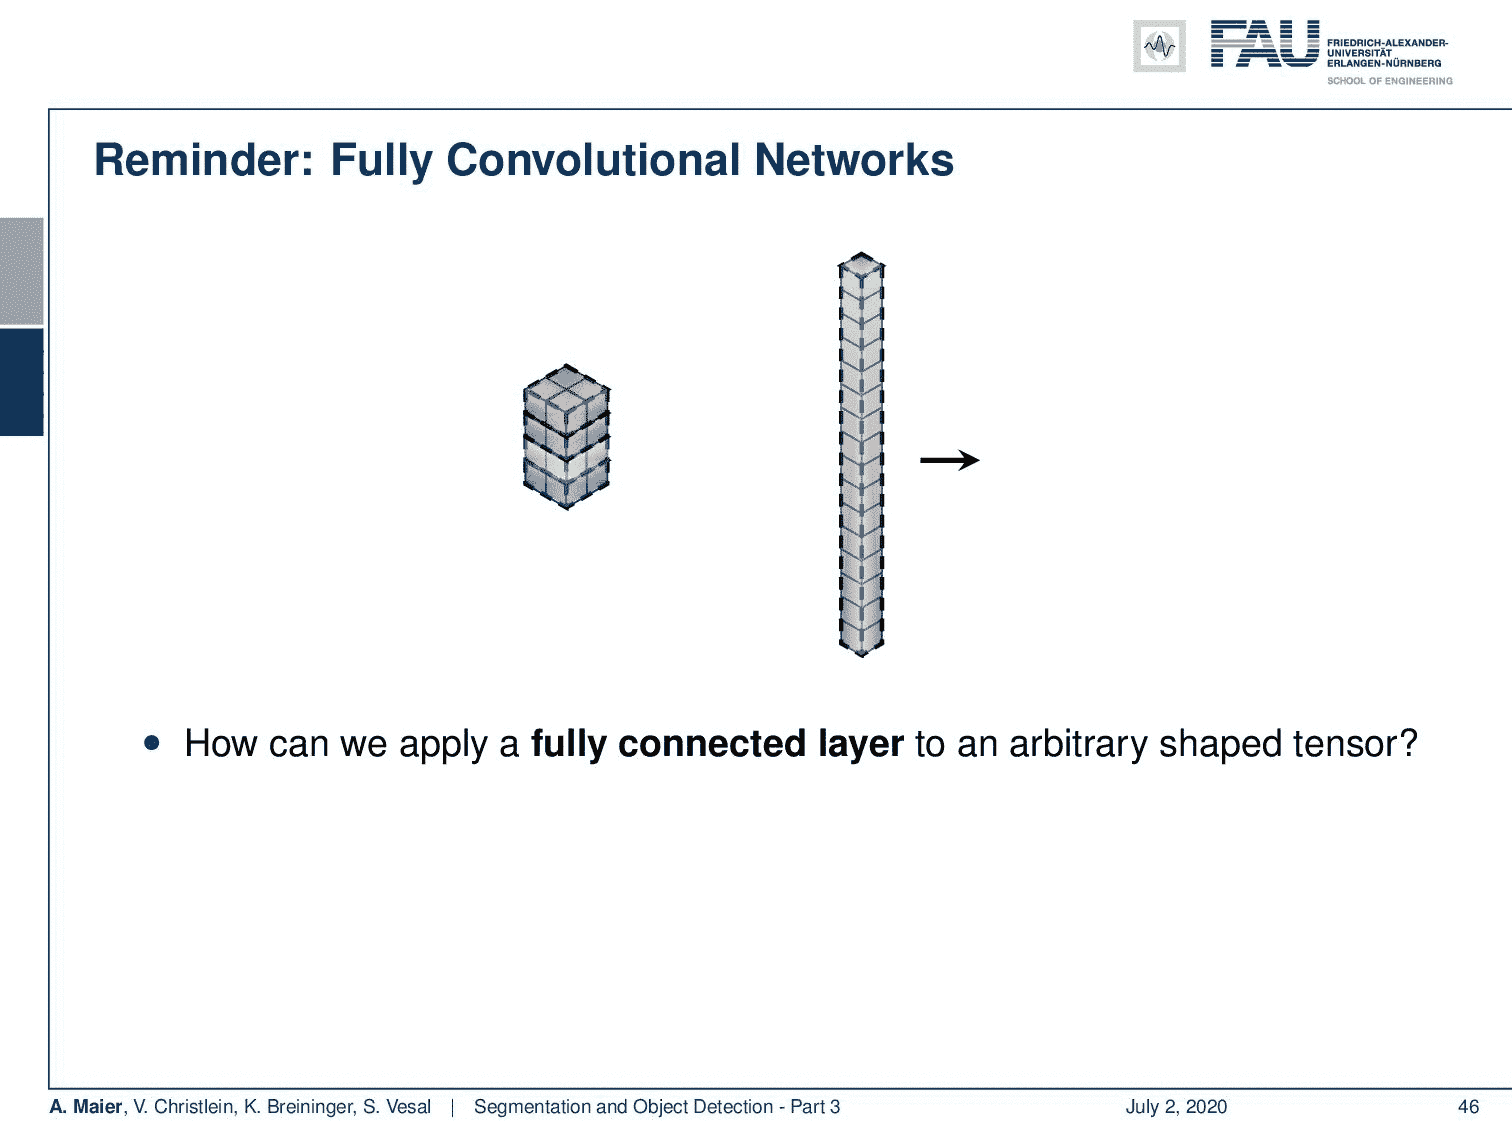 FAU
FRIEDRICH-ALEXANDER-
UNIVERSITÄT
ERLANGEN-NÜRNBERG
SCHOOL OF ENGINEERING
Reminder: Fully Convolutional Networks
• How can we apply a fully connected layer to an arbitrary shaped tensor?
A. Maier, V. Christlein, K. Breininger, S. Vesal | Segmentation and Object Detection - Part 3 July 2, 2020 46